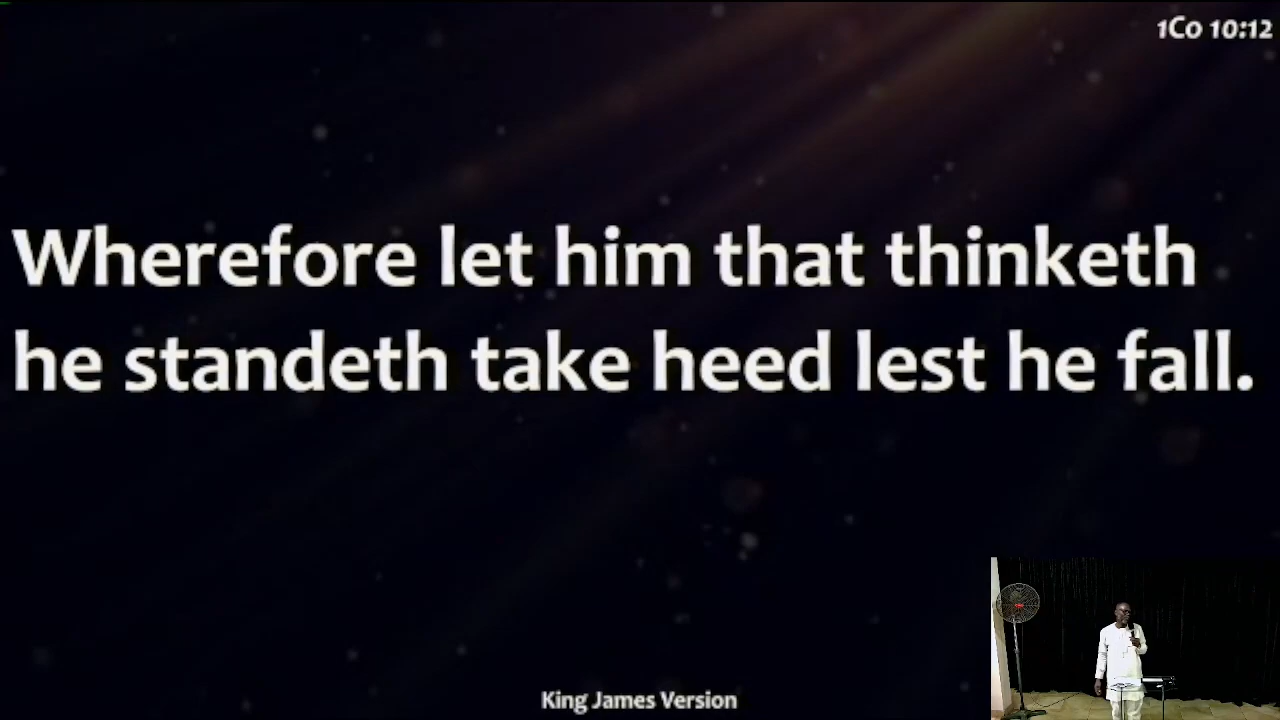 1Co 10:12
Wherefore let him that thinketh
he standeth take heed lest he fall.
King James Version